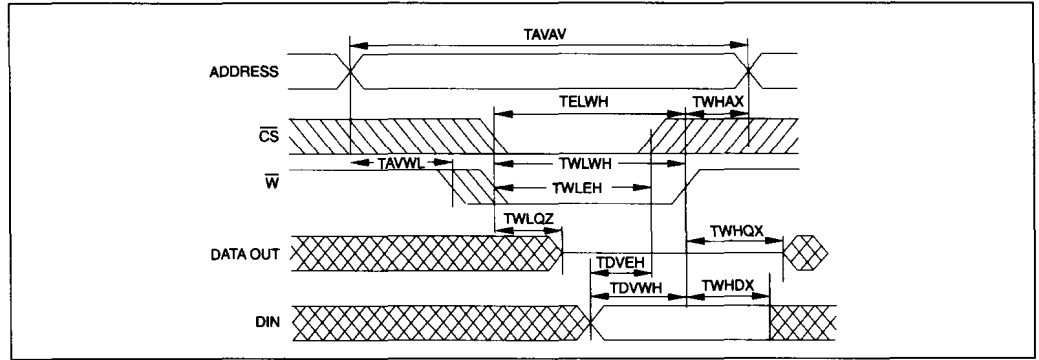 TAVAV
ADDRESS
TELWH TWHAX
CS
TAVWL TWLWH
W
TWLEH
TWLQZ TWHQX
DATA OUT
TDVEH
TDVWH TWHDX
DIN